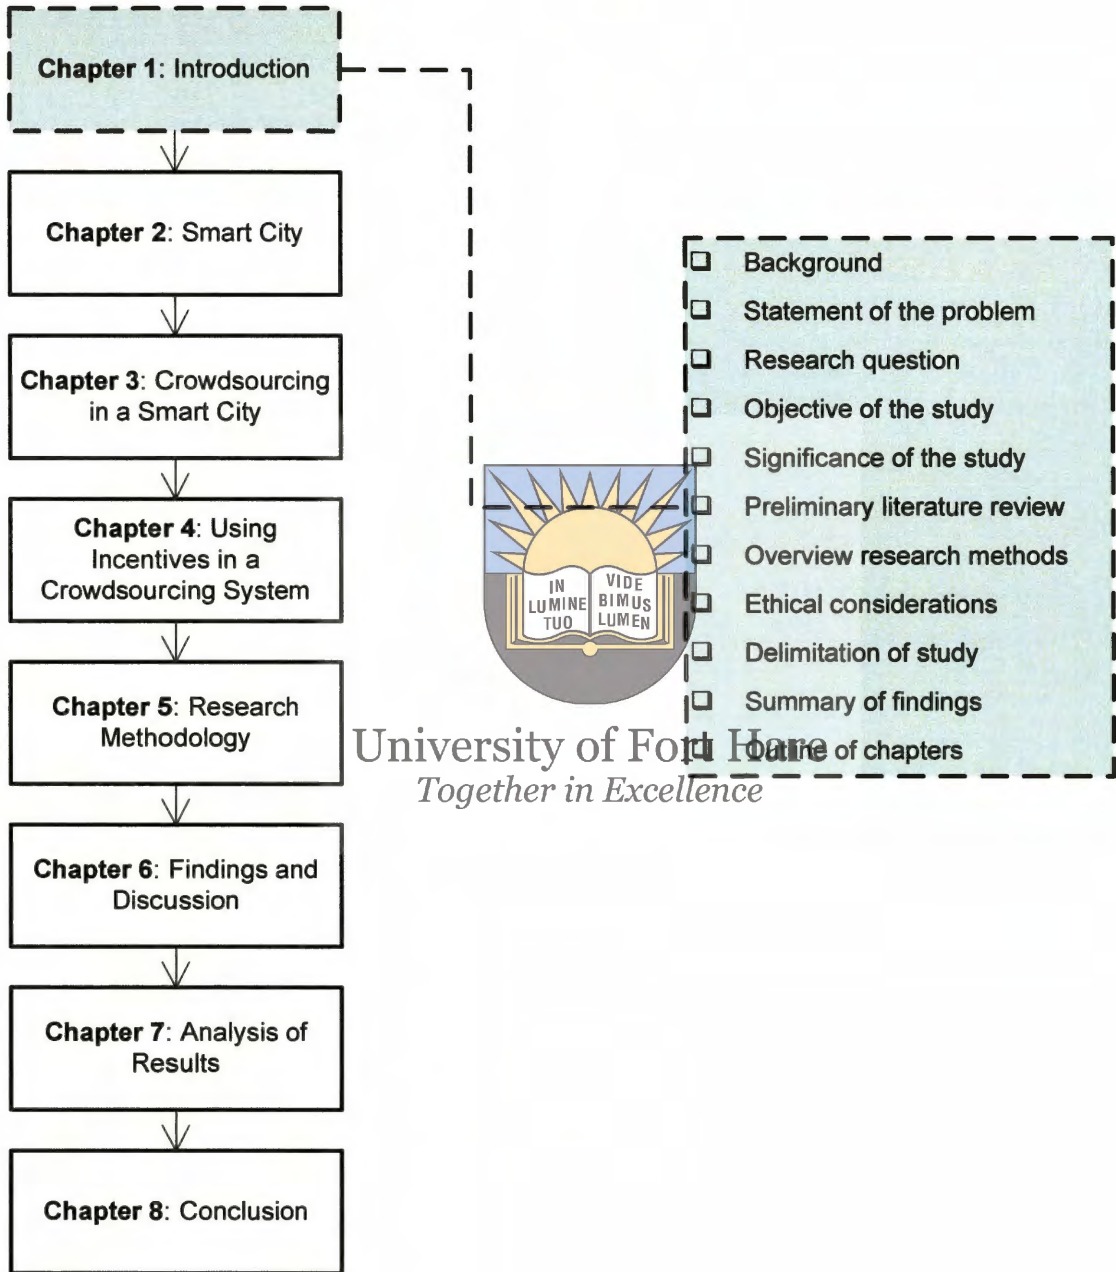 Chapter 1: Introduction
Chapter 2: Smart City
Chapter 3: Crowdsourcing
in a Smart City
Chapter 4: Using
Incentives in a
Crowdsourcing System
Chapter 5: Research
Methodology
Chapter 6: Findings and
Discussion
Chapter 7: Analysis of
Results
Chapter 8: Conclusion
Background
Statement of the problem
Research question
Objective of the study
Significance of the study
Preliminary literature review
Overview research methods
Ethical considerations
Delimitation of study
Summary of findings
Outline of chapters
IN
LUMINE
TUO
VIDE
BIMUS
LUMEN
University of Fort Hare
Together in Excellence